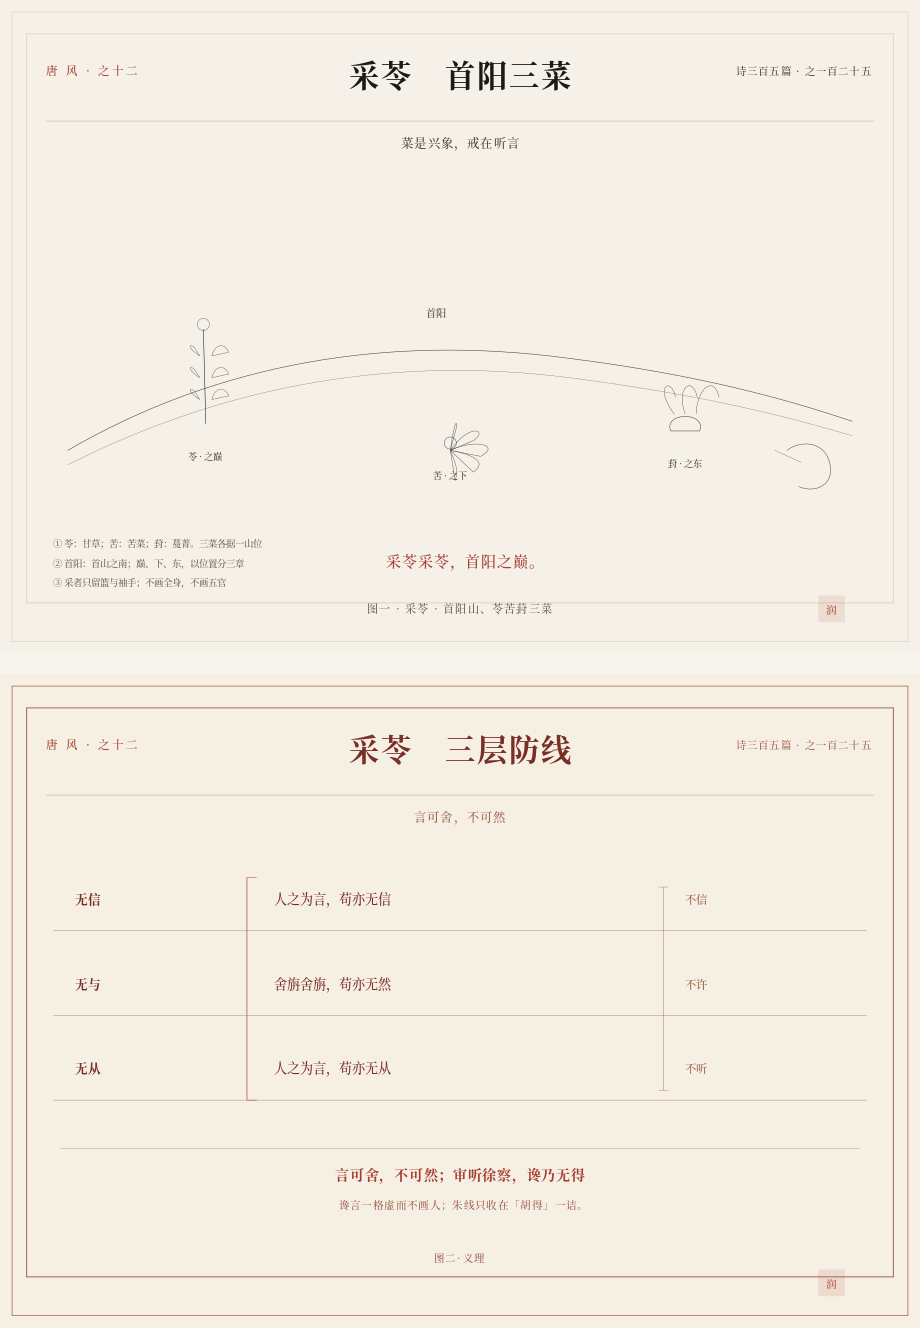 唐风·之十二
采苓 首阳三菜
诗三百五篇·之一百二十五
菜是兴象，戒在听言
首阳
苓·之巅
苦·之下
葑·之东
①苓：甘草；苦：苦菜；葑：蔓菁。三菜各据一山位
②首阳：首山之南；巅、下、东，以位置分三章
③采者只留篮与袖手；不画全身，不画五官
采苓采苓，首阳之巅。
图一·采苓·首阳山、苓苦葑三菜
润
唐风·之十二
采苓 三层防线
诗三百五篇·之一百二十五
言可舍，不可然
无信
人之为言，苟亦无信
不信
无与
舍旃舍旃，苟亦无然
不许
无从
人之为言，苟亦无从
不听
言可舍，不可然；审听徐察，谗乃无得
谗言一格虚而不画人；朱线只收在「胡得」一诘。
图二·义理
润